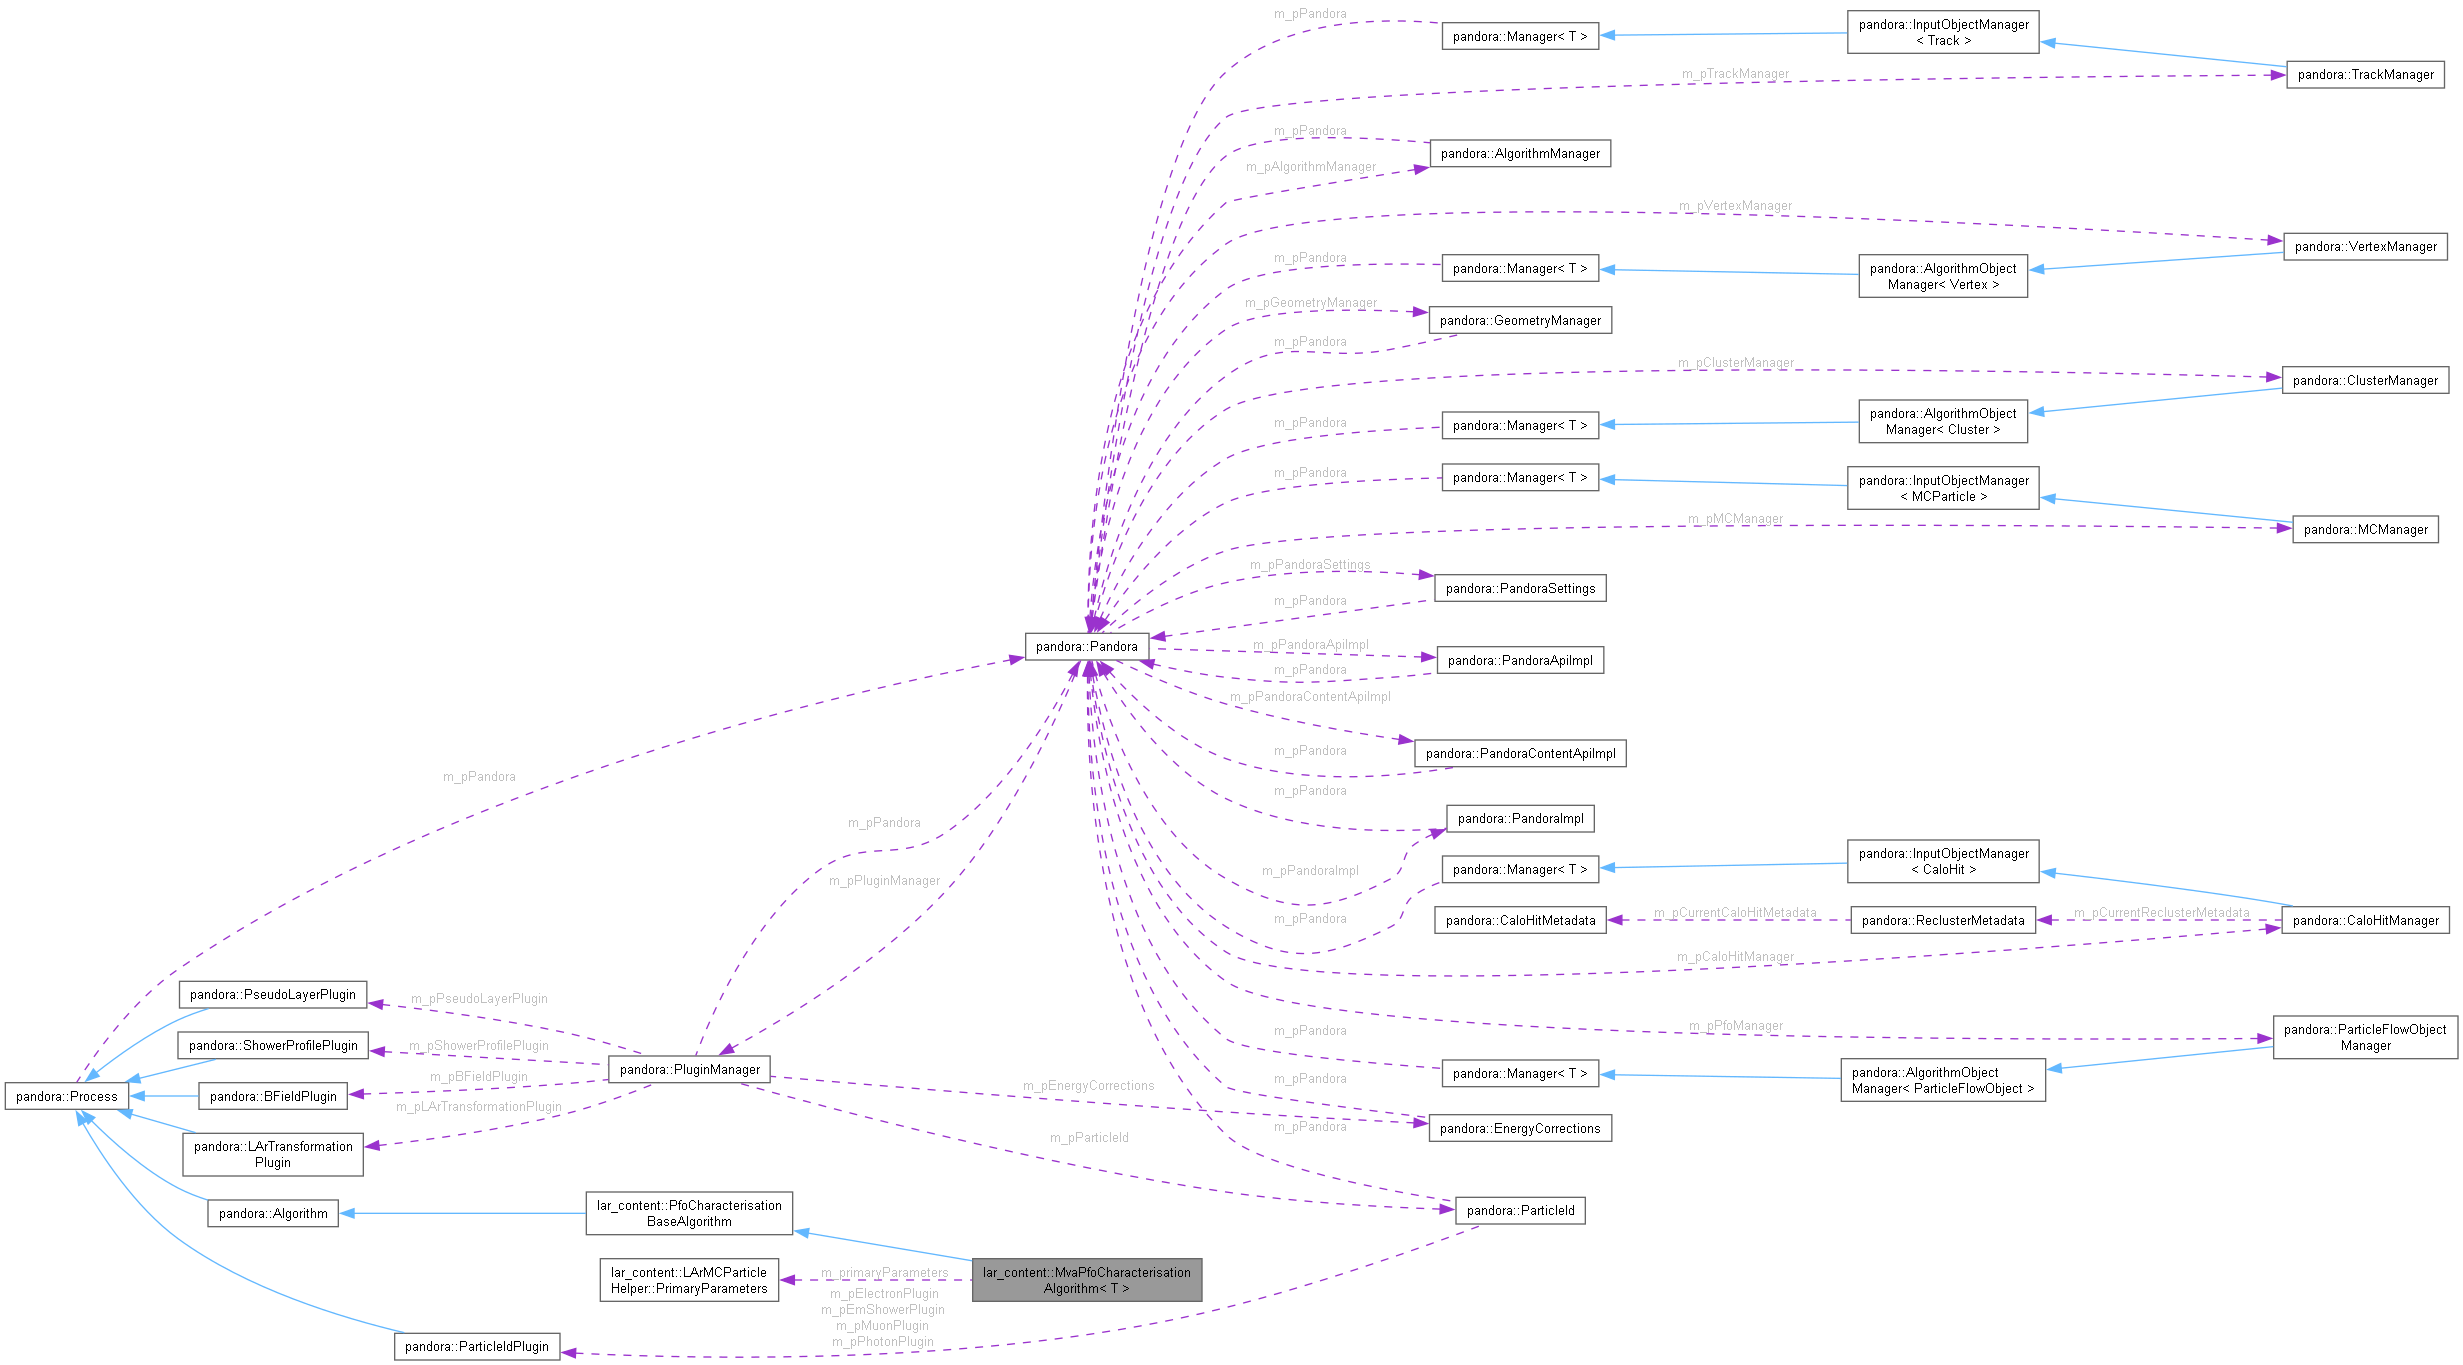 m_pPandora
pandora::Manager< T >
pandora::InputObjectManager
< Track >
m_pTrackManager
pandora::TrackManager
m_pPandora
pandora::AlgorithmManager
m_pAlgorithmManager
m_pVertexManager
pandora::VertexManager
m_pPandora
pandora::Manager< T >
pandora::AlgorithmObject
Manager< Vertex >
m_pGeometryManager
pandora::GeometryManager
m_pPandora
m_pClusterManager
pandora::ClusterManager
m_pPandora
pandora::Manager< T >
pandora::AlgorithmObject
Manager< Cluster >
m_pPandora
pandora::Manager< T >
pandora::InputObjectManager
< MCParticle >
m_pMCManager
pandora::MCManager
m_pPandoraSettings
pandora::PandoraSettings
m_pPandora
pandora::Pandora
m_pPandoraApiImpl
pandora::PandoraApiImpl
m_pPandora
m_pPandoraContentApiImpl
pandora::PandoraContentApiImpl
m_pPandora
m_pPandora
m_pPandora
pandora::PandoraImpl
m_pPandora
m_pPandoraImpl
m_pPluginManager
pandora::Manager< T >
pandora::InputObjectManager
< CaloHit >
m_pPandora
pandora::CaloHitMetadata
m_pCurrentCaloHitMetadata
pandora::ReclusterMetadata
m_pCurrentReclusterMetadata
pandora::CaloHitManager
m_pCaloHitManager
pandora::PseudoLayerPlugin
m_pPseudoLayerPlugin
m_pPfoManager
pandora::ParticleFlowObject
Manager
m_pPandora
pandora::ShowerProfilePlugin
m_pShowerProfilePlugin
pandora::PluginManager
pandora::Manager< T >
pandora::AlgorithmObject
Manager< ParticleFlowObject >
m_pBFieldPlugin
m_pEnergyCorrections
m_pPandora
pandora::Process
pandora::BFieldPlugin
m_pLArTransformationPlugin
m_pPandora
pandora::EnergyCorrections
pandora::LArTransformation
Plugin
m_pParticleId
pandora::Algorithm
lar_content::PfoCharacterisation
BaseAlgorithm
pandora::ParticleId
lar_content::LArMCParticle
Helper::PrimaryParameters
m_primaryParameters
lar_content::MvaPfoCharacterisation
Algorithm< T >
m_pElectronPlugin
m_pEmShowerPlugin
m_pMuonPlugin
m_pPhotonPlugin
pandora::ParticleIdPlugin